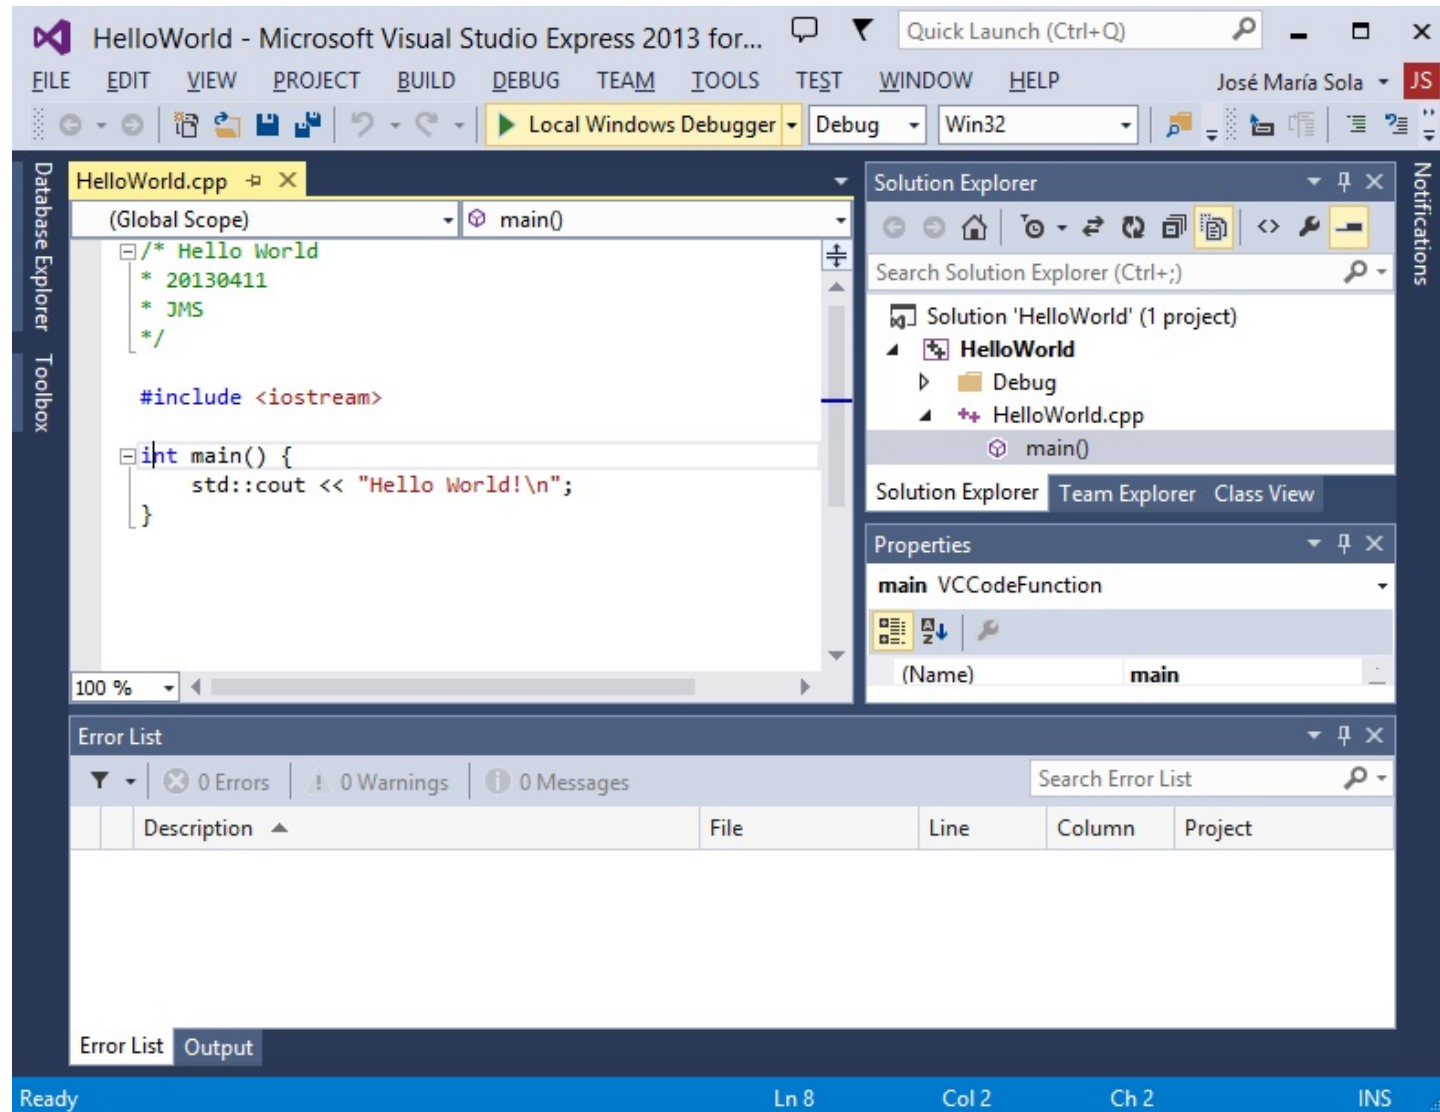 HelloWorld - Microsoft Visual Studio Express 2013 for...
Quick Launch (Ctrl+Q)
FILE EDIT VIEW PROJECT BUILD DEBUG TEAM TOOLS TEST WINDOW HELP
José María Sola
JS
Local Windows Debugger
Debug
Win32
Database Explorer
Toolbox
HelloWorld.cpp
(Global Scope)
main()
/* Hello World
* 20130411
* JMS
*/
#include <iostream>
int main() {
std::cout << "Hello World!\n";
}
100 %
Solution Explorer
Search Solution Explorer (Ctrl+;)
Solution 'HelloWorld' (1 project)
HelloWorld
Debug
HelloWorld.cpp
main()
Solution Explorer Team Explorer Class View
Properties
main VCCodeFunction
(Name) main
Notifications
Error List
0 Errors 0 Warnings 0 Messages
Search Error List
Description File Line Column Project
Error List Output
Ready Ln 8 Col 2 Ch 2 INS